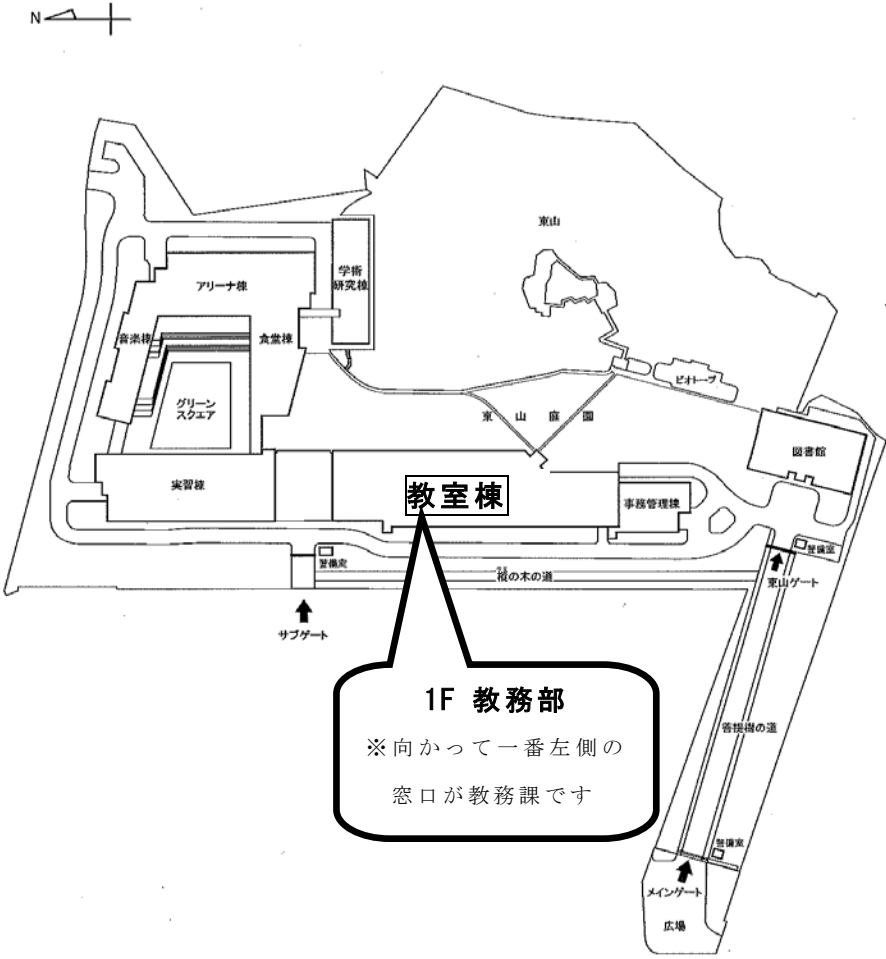 N
東山
学術
研究棟
アリーナ棟
音楽棟
食堂棟
グリーン
スクエア
ビオトープ
東山庭園
図書館
実習棟
教室棟
事務管理棟
警備室
警備室
樅の木の道
東山ゲート
サブゲート
1F 教務部
※向かって一番左側の
窓口が教務課です
菩提樹の道
警備室
メインゲート
広場